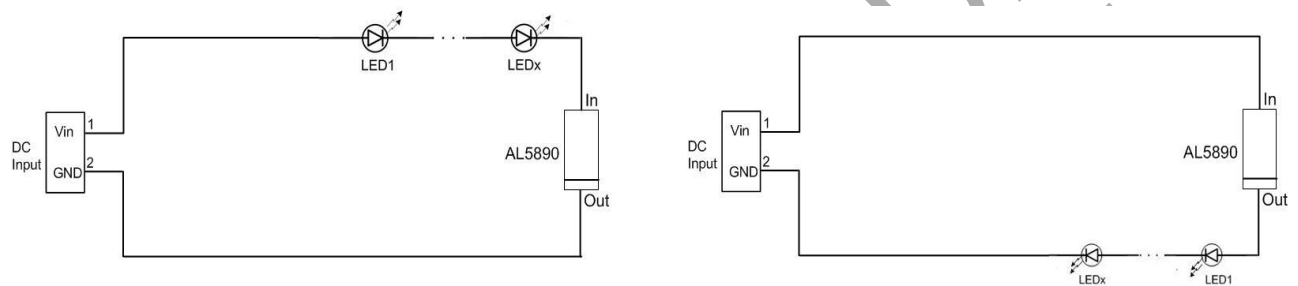 LED1
LEDx
In
1
Vin
DC
Input
AL5890
2
GND
Out
In
1
Vin
DC
Input
AL5890
2
GND
Out
LEDx
LED1